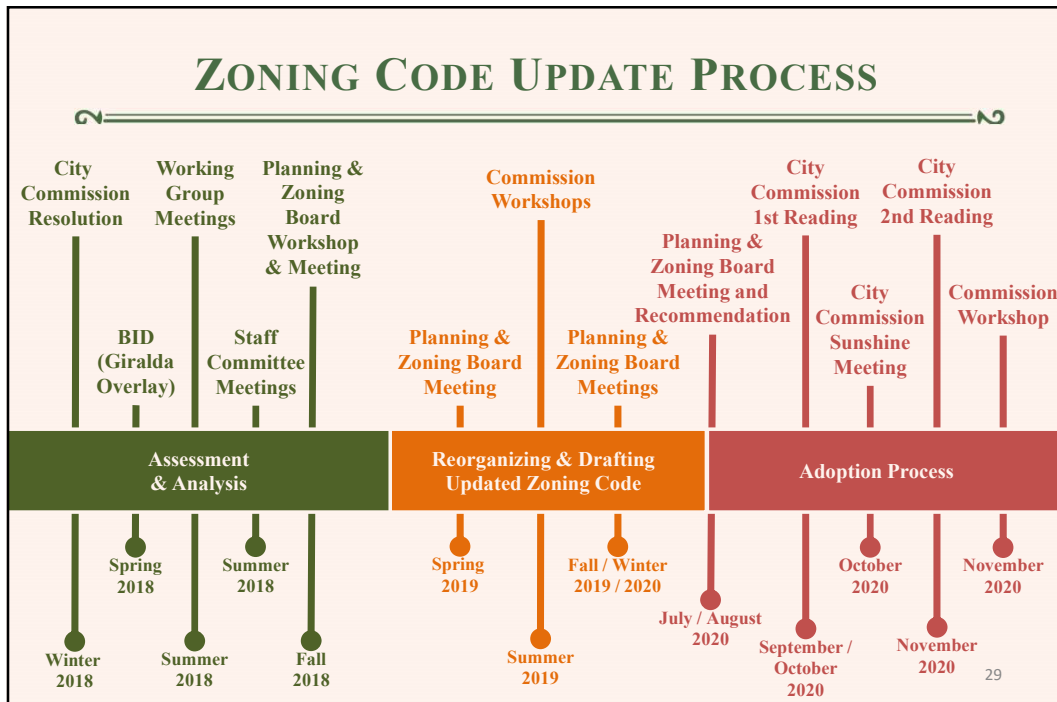 ZONING CODE UPDATE PROCESS
City
Commission
Resolution
Working
Group
Meetings
Planning &
Zoning
Board
Workshop
& Meeting
BID
(Giralda
Overlay)
Staff
Committee
Meetings
Commission
Workshops
Planning &
Zoning Board
Meeting
Planning &
Zoning Board
Meetings
Planning &
Zoning Board
Meeting and
Recommendation
City
Commission
1st Reading
City
Commission
Sunshine
Meeting
City
Commission
2nd Reading
Commission
Workshop
Assessment
& Analysis
Reorganizing & Drafting
Updated Zoning Code
Adoption Process
Winter
2018
Spring
2018
Summer
2018
Summer
2018
Fall
2018
Spring
2019
Summer
2019
Fall / Winter
2019 / 2020
July / August
2020
September /
October
2020
October
2020
November
2020
November
2020
29